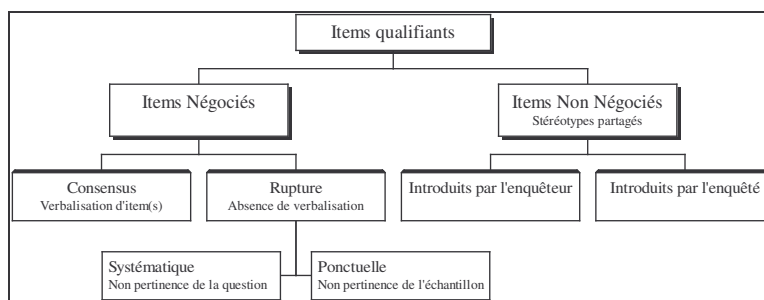 Items qualifiants
Items Négociés
Items Non Négociés
Stéréotypes partagés
Consensus
Verbalisation d'item(s)
Rupture
Absence de verbalisation
Introduits par l'enquêteur
Introduits par l'enquêté
Systématique
Non pertinence de la question
Ponctuelle
Non pertinence de l'échantillon